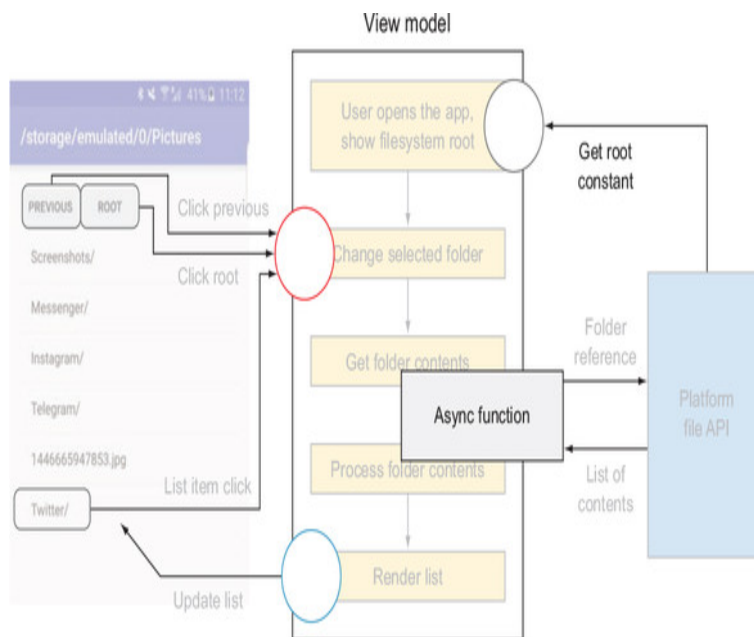 View model
41% 11:12
/storage/emulated/0/Pictures
PREVIOUS
ROOT
Screenshots/
Messenger/
Instagram/
Telegram/
1446665947853.jpg
Twitter/
Click previous
Click root
List item click
Update list
User opens the app,
show filesystem root
Change selected folder
Get folder contents
Async function
Process folder contents
Render list
Get root
constant
Folder
reference
List of
contents
Platform
file API